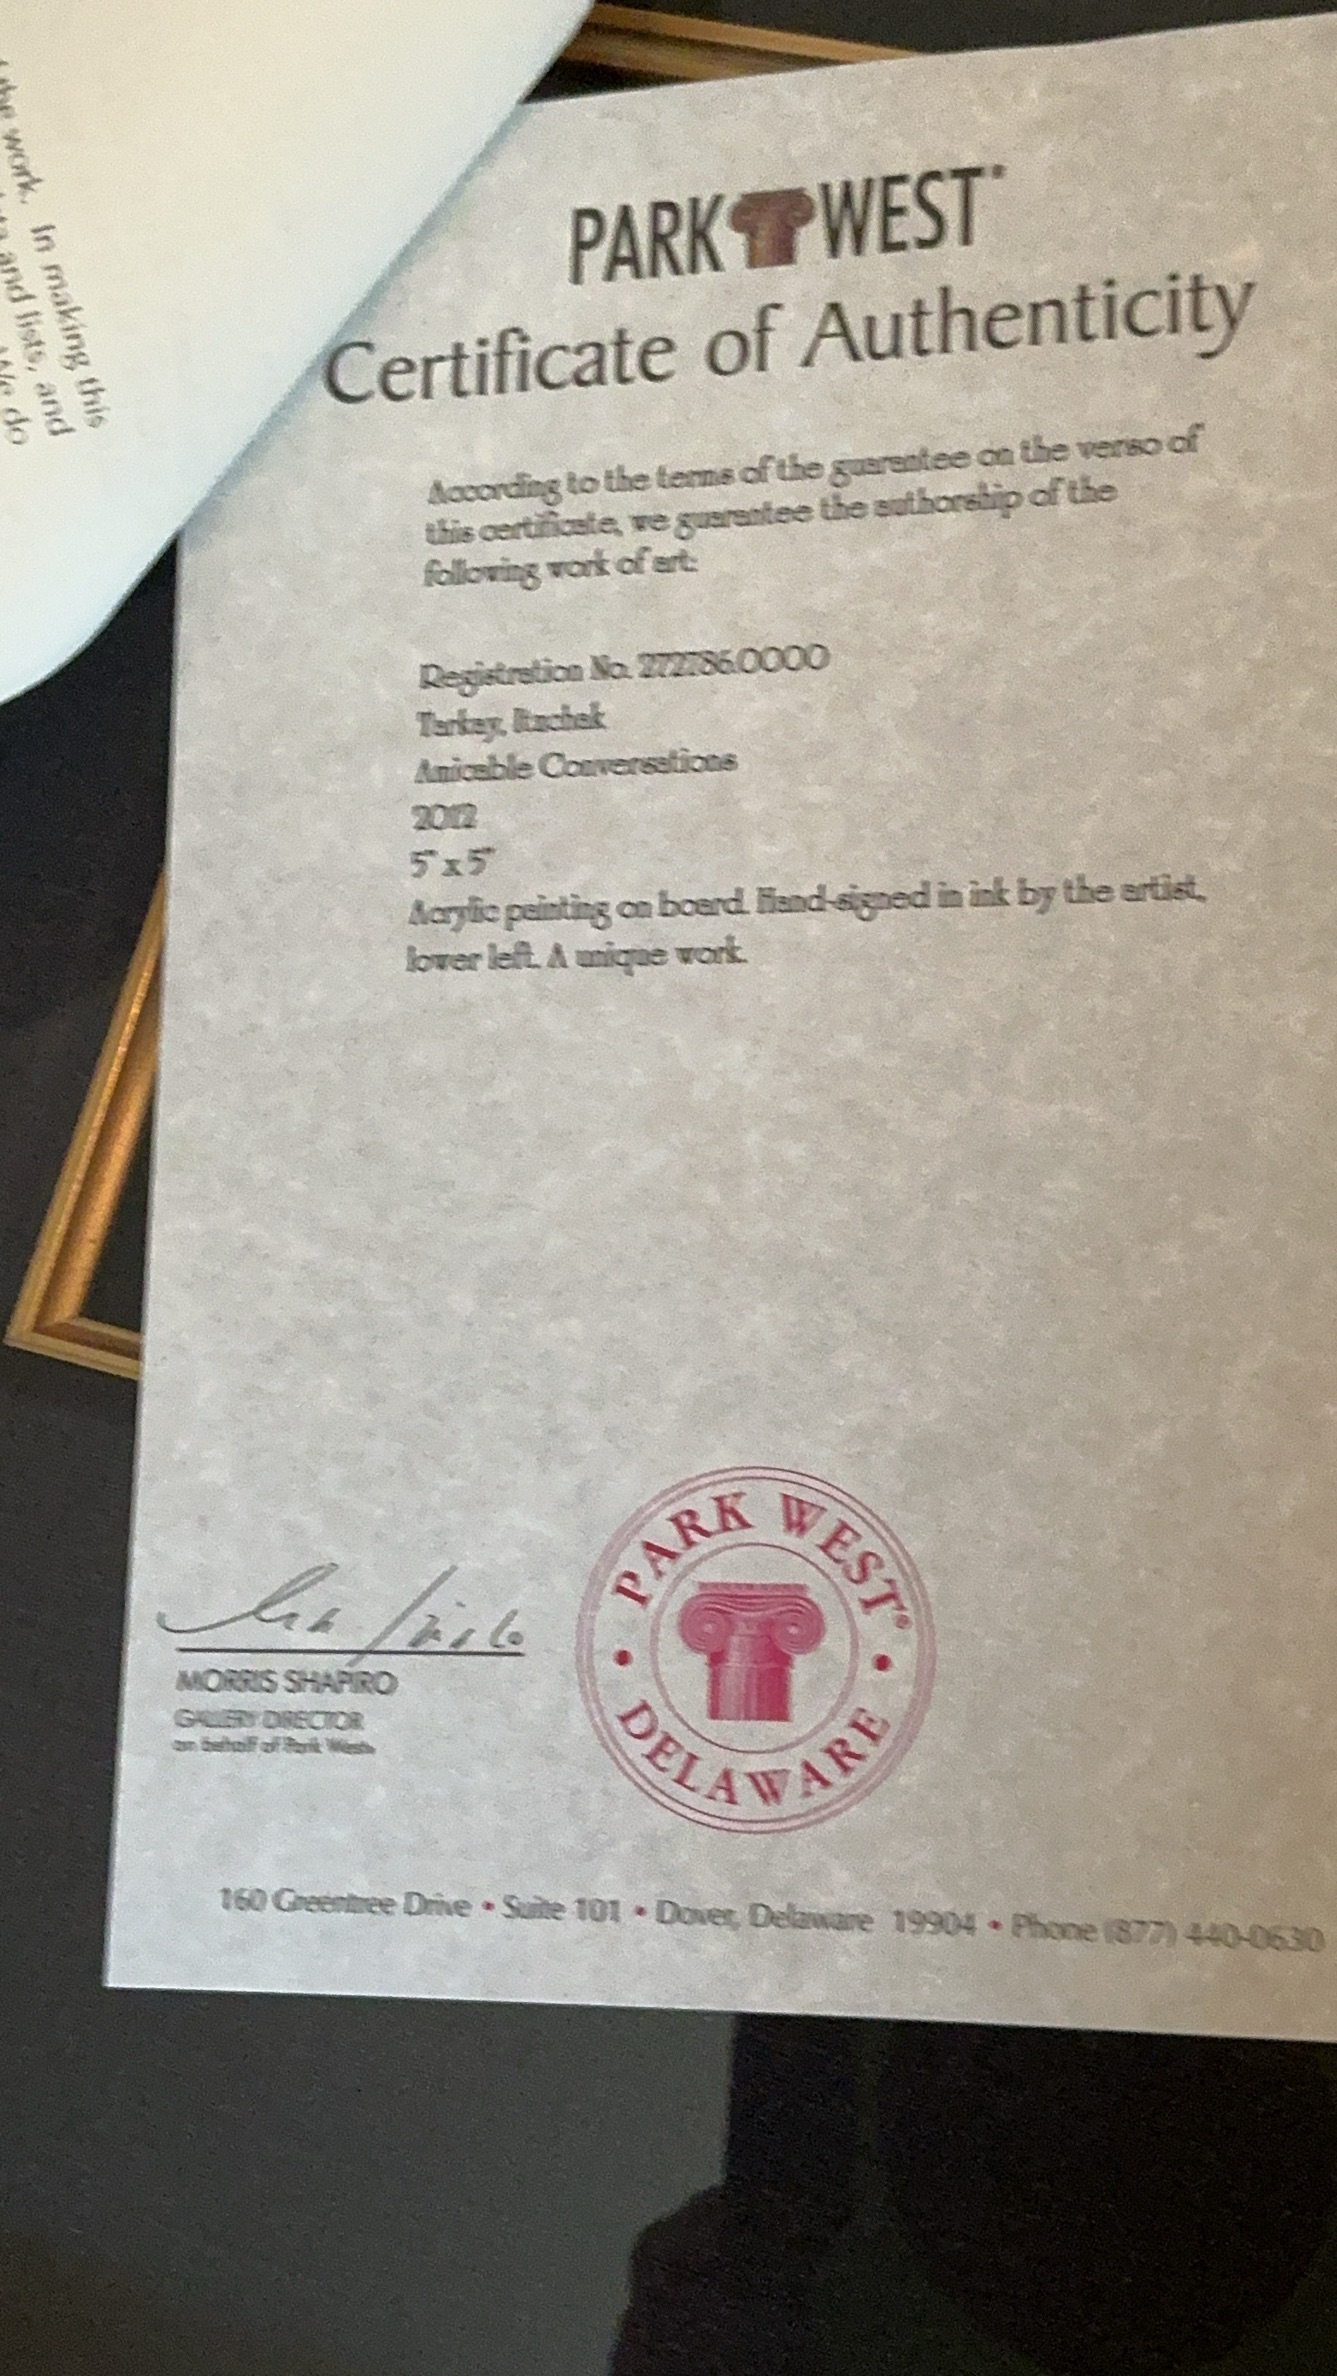 the work. In making this
and lists, and
We do
PARK WEST®
Certificate of Authenticity
According to the terms of the guarantee on the verso of
this certificate, we guarantee the authorship of the
following work of art:
Registration No. 272786.0000
Tarkay, Itzchak
Amicable Conversations
2012
5" x 5"
Acrylic painting on board. Hand-signed in ink by the artist,
lower left. A unique work.
MORRIS SHAPIRO
GALLERY DIRECTOR
on behalf of Park West®
PARK WEST®
• DELAWARE •
160 Greentree Drive • Suite 101 • Dover, Delaware 19904 • Phone (877) 440-0630